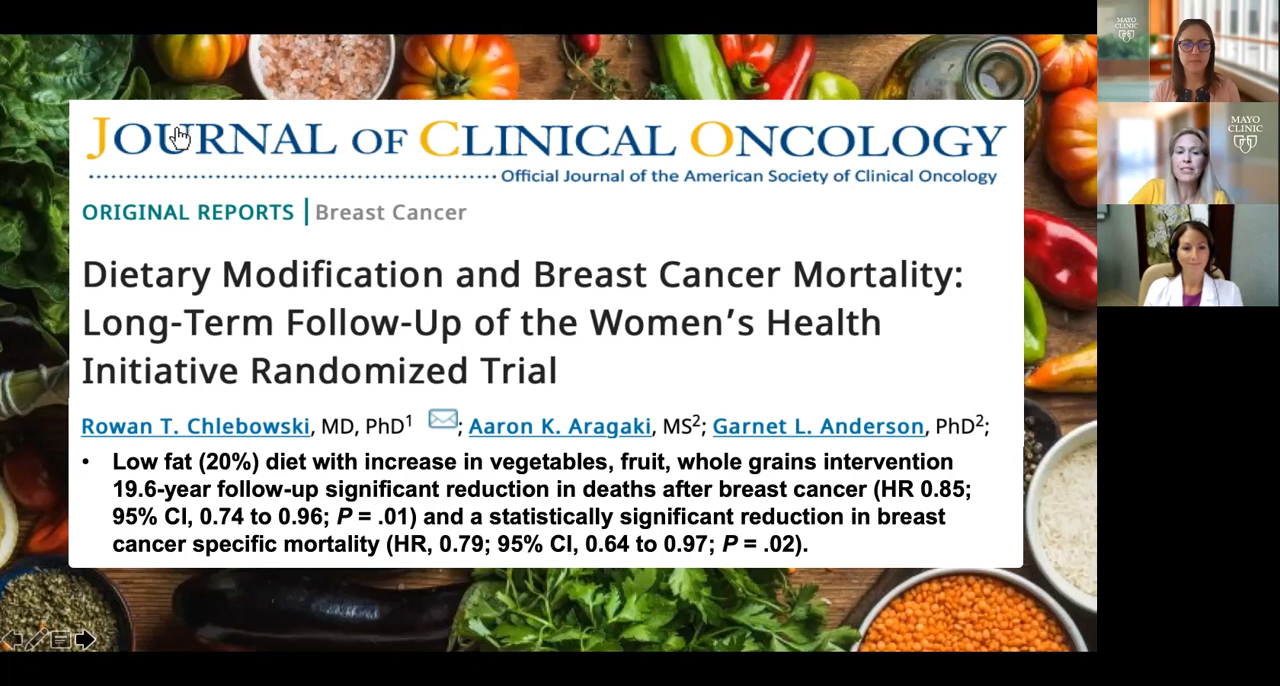 JOURNAL OF CLINICAL ONCOLOGY
Official Journal of the American Society of Clinical Oncology
ORIGINAL REPORTS | Breast Cancer
Dietary Modification and Breast Cancer Mortality:
Long-Term Follow-Up of the Women’s Health
Initiative Randomized Trial
Rowan T. Chlebowski, MD, PhD1 ; Aaron K. Aragaki, MS2; Garnet L. Anderson, PhD2;
• Low fat (20%) diet with increase in vegetables, fruit, whole grains intervention
19.6-year follow-up significant reduction in deaths after breast cancer (HR 0.85;
95% CI, 0.74 to 0.96; P = .01) and a statistically significant reduction in breast
cancer specific mortality (HR, 0.79; 95% CI, 0.64 to 0.97; P = .02).
MAYO
CLINIC
MAYO
CLINIC